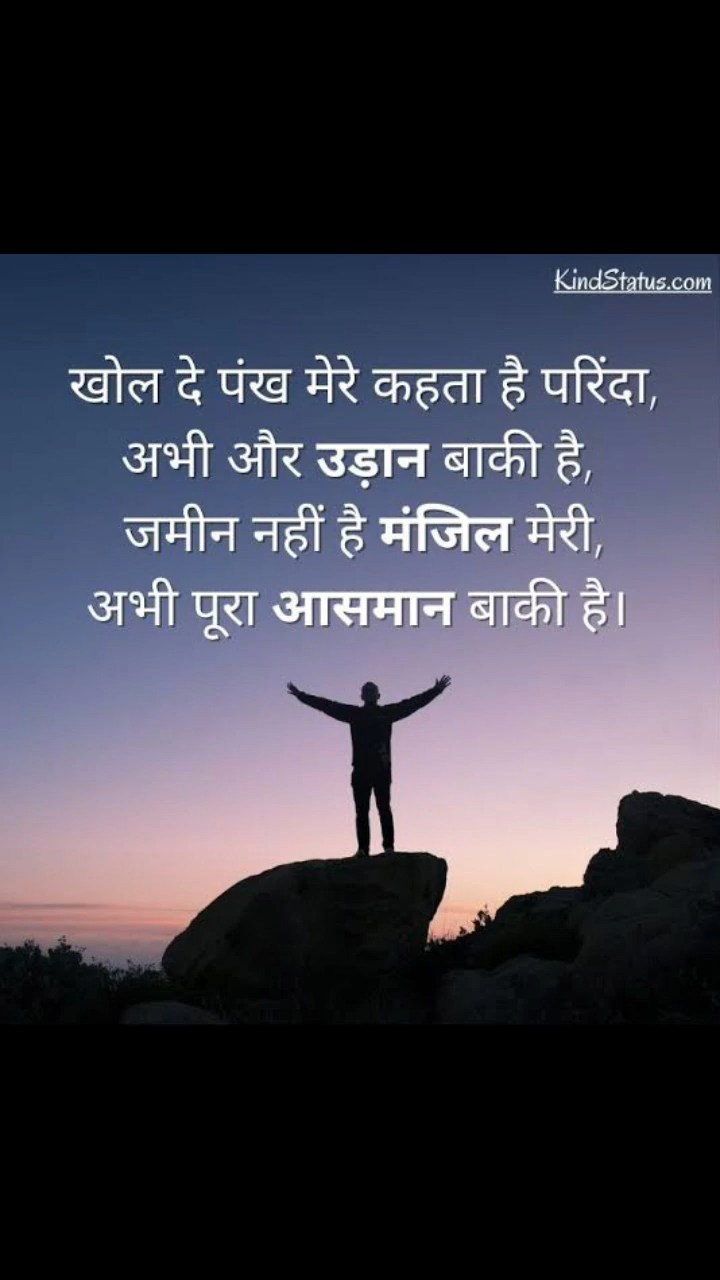 KindStatus.com
खोल दे पंख मेरे कहता है परिंदा,
अभी और उड़ान बाकी है,
जमीन नहीं है मंजिल मेरी,
अभी पूरा आसमान बाकी है।